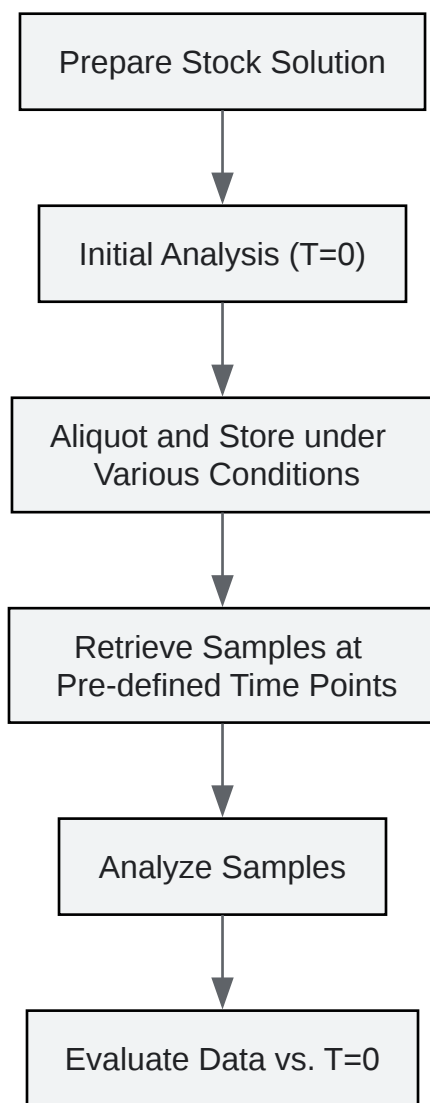 Prepare Stock Solution
Initial Analysis (T=0)
Aliquot and Store under
Various Conditions
Retrieve Samples at
Pre-defined Time Points
Analyze Samples
Evaluate Data vs. T=0